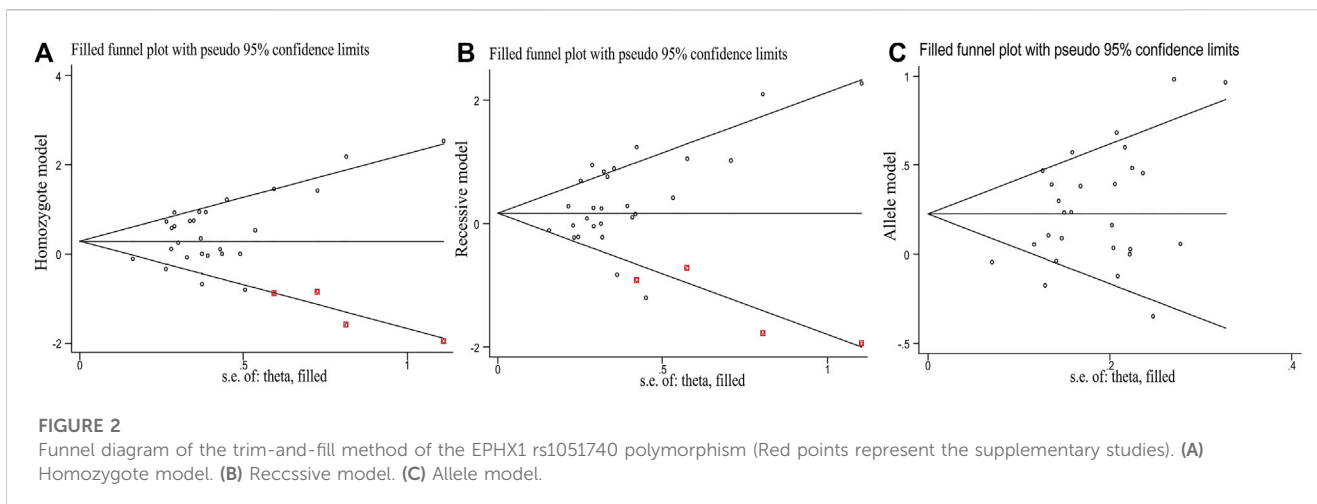 A
Filled funnel plot with pseudo 95% confidence limits
4
2
0
-2
Homozygote model
0
.5
1
s.e. of: theta, filled
B
Filled funnel plot with pseudo 95% confidence limits
2
0
-2
Recessive model
0
.5
1
s.e. of: theta, filled
C
Filled funnel plot with pseudo 95% confidence limits
1
.5
0
-.5
Allele model
0
.2
.4
s.e. of: theta, filled
FIGURE 2
Funnel diagram of the trim-and-fill method of the EPHX1 rs1051740 polymorphism (Red points represent the supplementary studies). (A)
Homozygote model. (B) Reccssive model. (C) Allele model.